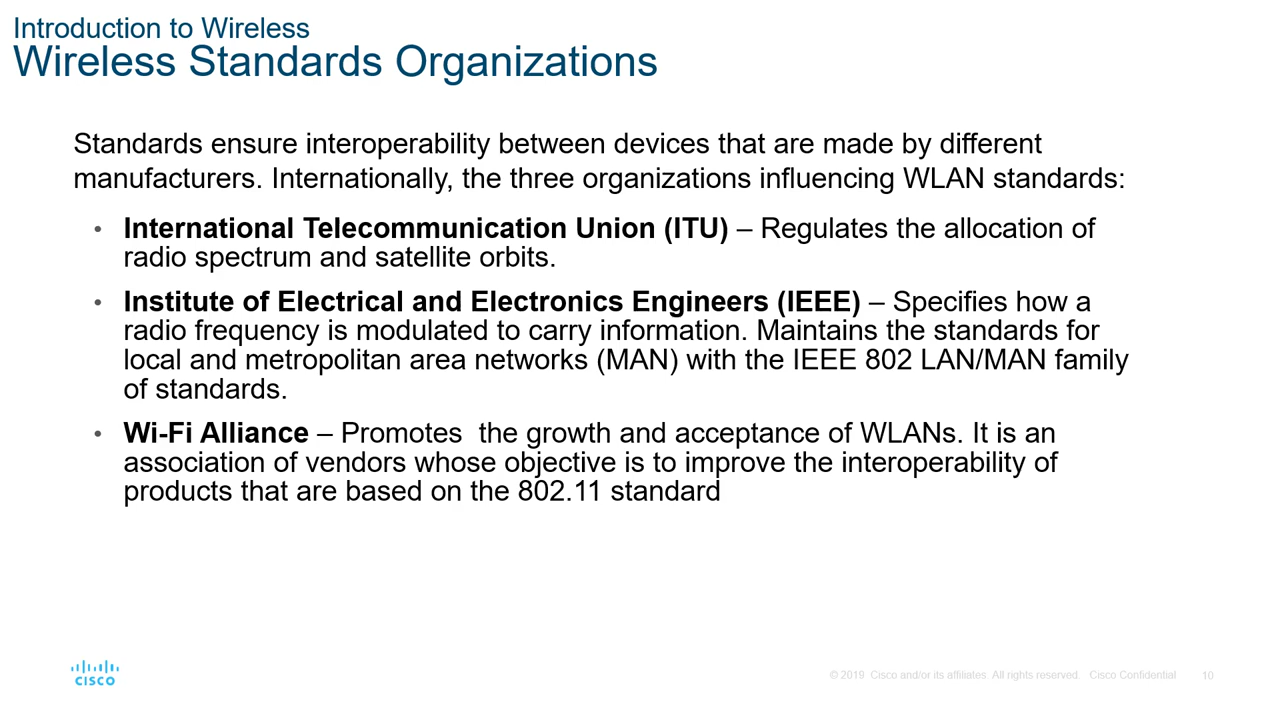 Introduction to Wireless
Wireless Standards Organizations
Standards ensure interoperability between devices that are made by different
manufacturers. Internationally, the three organizations influencing WLAN standards:
• International Telecommunication Union (ITU) – Regulates the allocation of
radio spectrum and satellite orbits.
• Institute of Electrical and Electronics Engineers (IEEE) – Specifies how a
radio frequency is modulated to carry information. Maintains the standards for
local and metropolitan area networks (MAN) with the IEEE 802 LAN/MAN family
of standards.
• Wi-Fi Alliance – Promotes  the growth and acceptance of WLANs. It is an
association of vendors whose objective is to improve the interoperability of
products that are based on the 802.11 standard
CISCO
© 2019 Cisco and/or its affiliates. All rights reserved. Cisco Confidential 10